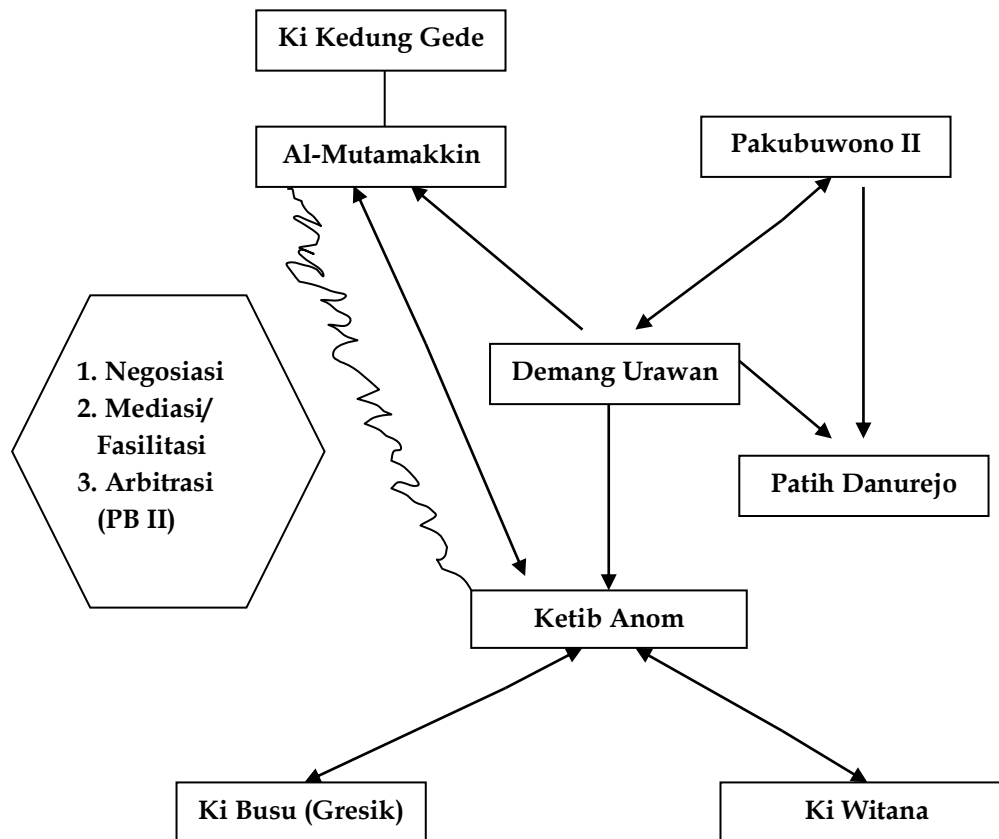 Ki Kedung Gede
Al-Mutamakkin
Pakubuwono II
1. Negosiasi
2. Mediasi/
Fasilitasi
3. Arbitrasi
(PB II)
Demang Urawan
Patih Danurejo
Ketib Anom
Ki Busu (Gresik)
Ki Witana